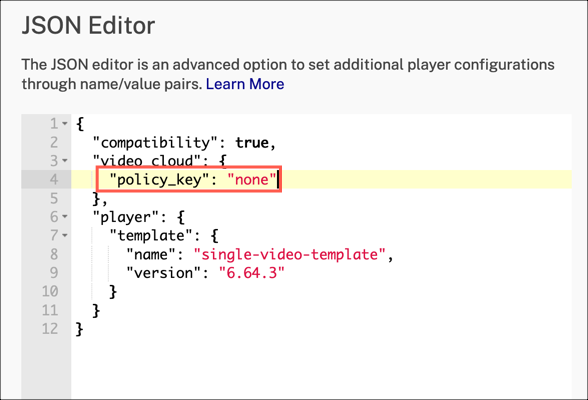 JSON Editor
The JSON editor is an advanced option to set additional player configurations
through name/value pairs. Learn More
1 {
2 "compatibility": true,
3 "video_cloud": {
4 "policy_key": "none"
5 },
6 "player": {
7 "template": {
8 "name": "single-video-template",
9 "version": "6.64.3"
10 }
11 }
12 }